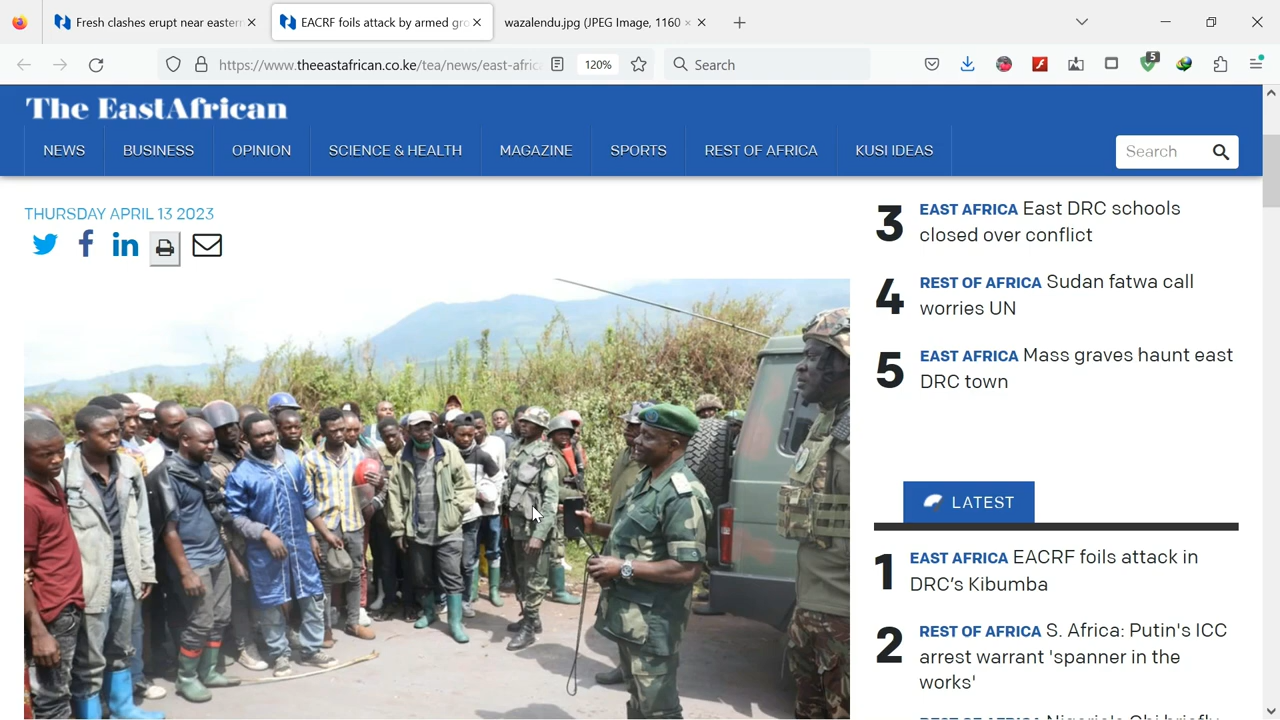 Fresh clashes erupt near eastern
EACRF foils attack by armed gro
wazalendu.jpg (JPEG Image, 1160 ×
https://www.theeastafrican.co.ke/tea/news/east-africa
120%
Search
5
The EastAfrican
NEWS
BUSINESS
OPINION
SCIENCE & HEALTH
MAGAZINE
SPORTS
REST OF AFRICA
KUSI IDEAS
Search
THURSDAY APRIL 13 2023
3
EAST AFRICA East DRC schools
closed over conflict
4
REST OF AFRICA Sudan fatwa call
worries UN
5
EAST AFRICA Mass graves haunt east
DRC town
LATEST
1
EAST AFRICA EACRF foils attack in
DRC’s Kibumba
2
REST OF AFRICA S. Africa: Putin's ICC
arrest warrant 'spanner in the
works'